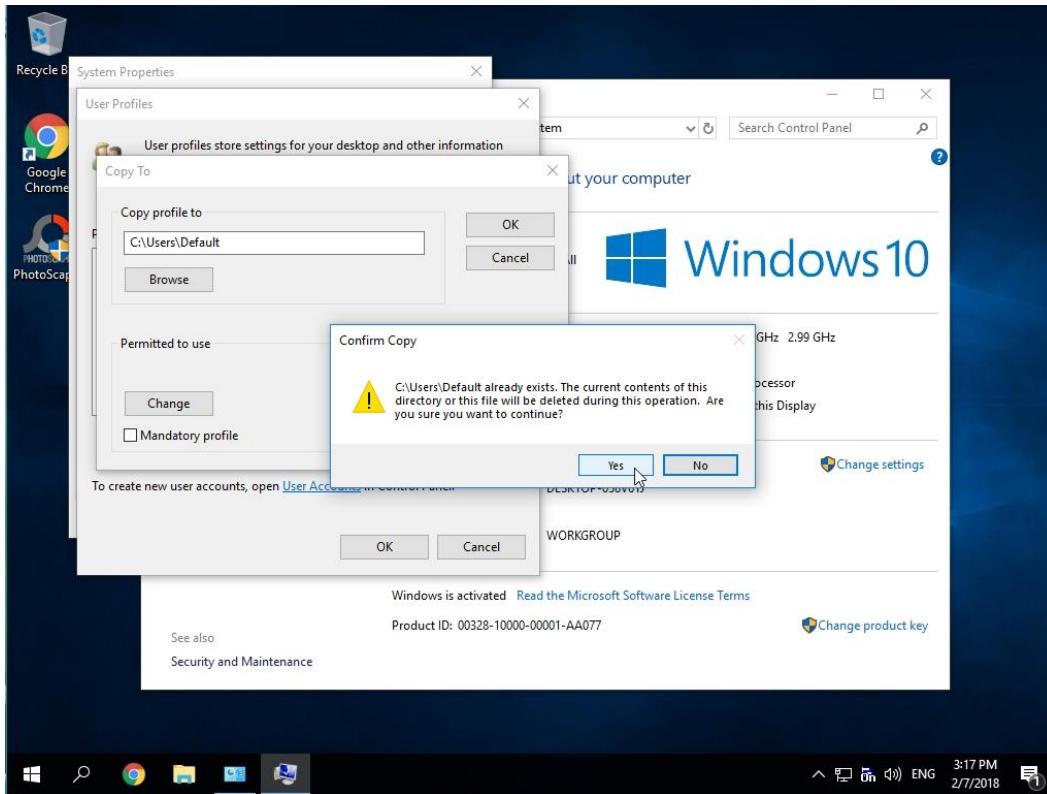 Recycle B
System Properties
User Profiles
tem
Search Control Panel
User profiles store settings for your desktop and other information
Google
Chrome
Copy To
ut your computer
Copy profile to
OK
C:\Users\Default
Cancel
Windows 10
PHOTOSC
PhotoScap
Browse
Permitted to use
Confirm Copy
GHz 2.99 GHz
C:\Users\Default already exists. The current contents of this
directory or this file will be deleted during this operation. Are
you sure you want to continue?
ocessor
this Display
Change
Mandatory profile
Yes
No
Change settings
To create new user accounts, open User Accounts in Control Panel.
WORKGROUP
OK
Cancel
Windows is activated Read the Microsoft Software License Terms
Product ID: 00328-10000-00001-AA077
Change product key
See also
Security and Maintenance
ENG
3:17 PM
2/7/2018
1